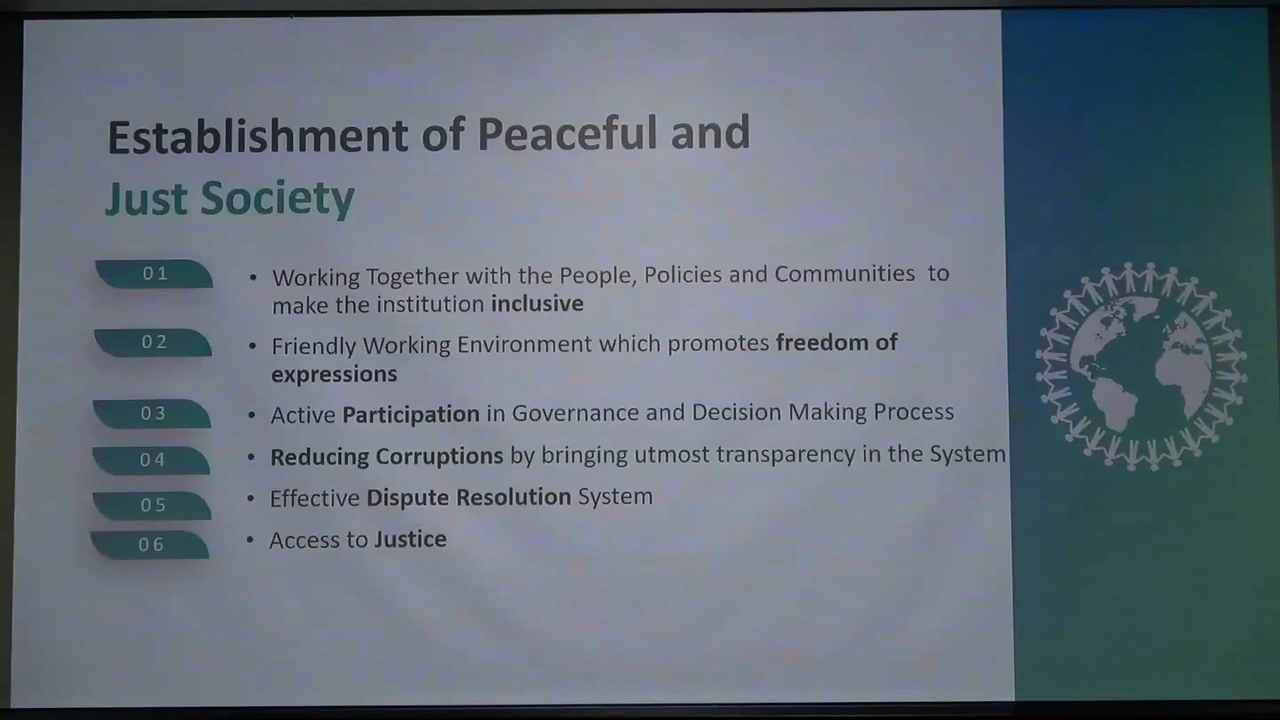 Establishment of Peaceful and
Just Society
01
• Working Together with the People, Policies and Communities to
make the institution inclusive
02
• Friendly Working Environment which promotes freedom of
expressions
03
• Active Participation in Governance and Decision Making Process
04
• Reducing Corruptions by bringing utmost transparency in the System
05
• Effective Dispute Resolution System
06
• Access to Justice